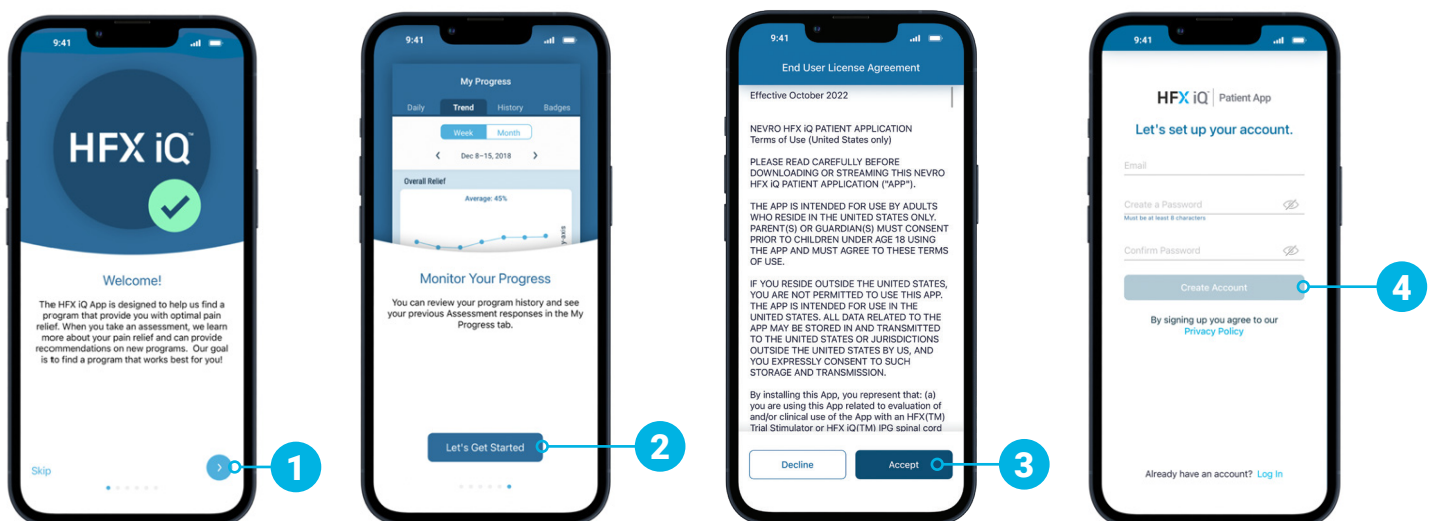 9:41
HFX iQ™
Welcome!
The HFX iQ App is designed to help us find a
program that provide you with optimal pain
relief. When you take an assessment, we learn
more about your pain relief and can provide
recommendations on new programs. Our goal
is to find a program that works best for you!
Skip
1
9:41
My Progress
Daily Trend History Badges
Week Month
Dec 8–15, 2018
Overall Relief
Average: 45%
y-axis
Monitor Your Progress
You can review your program history and see
your previous Assessment responses in the My
Progress tab.
Let's Get Started
2
9:41
End User License Agreement
Effective October 2022
NEVRO HFX iQ PATIENT APPLICATION
Terms of Use (United States only)
PLEASE READ CAREFULLY BEFORE
DOWNLOADING OR STREAMING THIS NEVRO
HFX iQ PATIENT APPLICATION ("APP").
THE APP IS INTENDED FOR USE BY ADULTS
WHO RESIDE IN THE UNITED STATES ONLY.
PARENT(S) OR GUARDIAN(S) MUST CONSENT
PRIOR TO CHILDREN UNDER AGE 18 USING
THE APP AND MUST AGREE TO THESE TERMS
OF USE.
IF YOU RESIDE OUTSIDE THE UNITED STATES,
YOU ARE NOT PERMITTED TO USE THIS APP.
THE APP IS INTENDED FOR USE IN THE
UNITED STATES. ALL DATA RELATED TO THE
APP MAY BE STORED IN AND TRANSMITTED
TO THE UNITED STATES OR JURISDICTIONS
OUTSIDE THE UNITED STATES BY US, AND
YOU EXPRESSLY CONSENT TO SUCH
STORAGE AND TRANSMISSION.
By installing this App, you represent that: (a)
you are using this App related to evaluation of
and/or clinical use of the App with an HFX(TM)
Trial Stimulator or HFX iQ(TM) IPG spinal cord
Decline
Accept
3
9:41
HFX iQ™ Patient App
Let's set up your account.
Email
Create a Password
Must be at least 8 characters
Confirm Password
Create Account
4
By signing up you agree to our
Privacy Policy
Already have an account? Log In